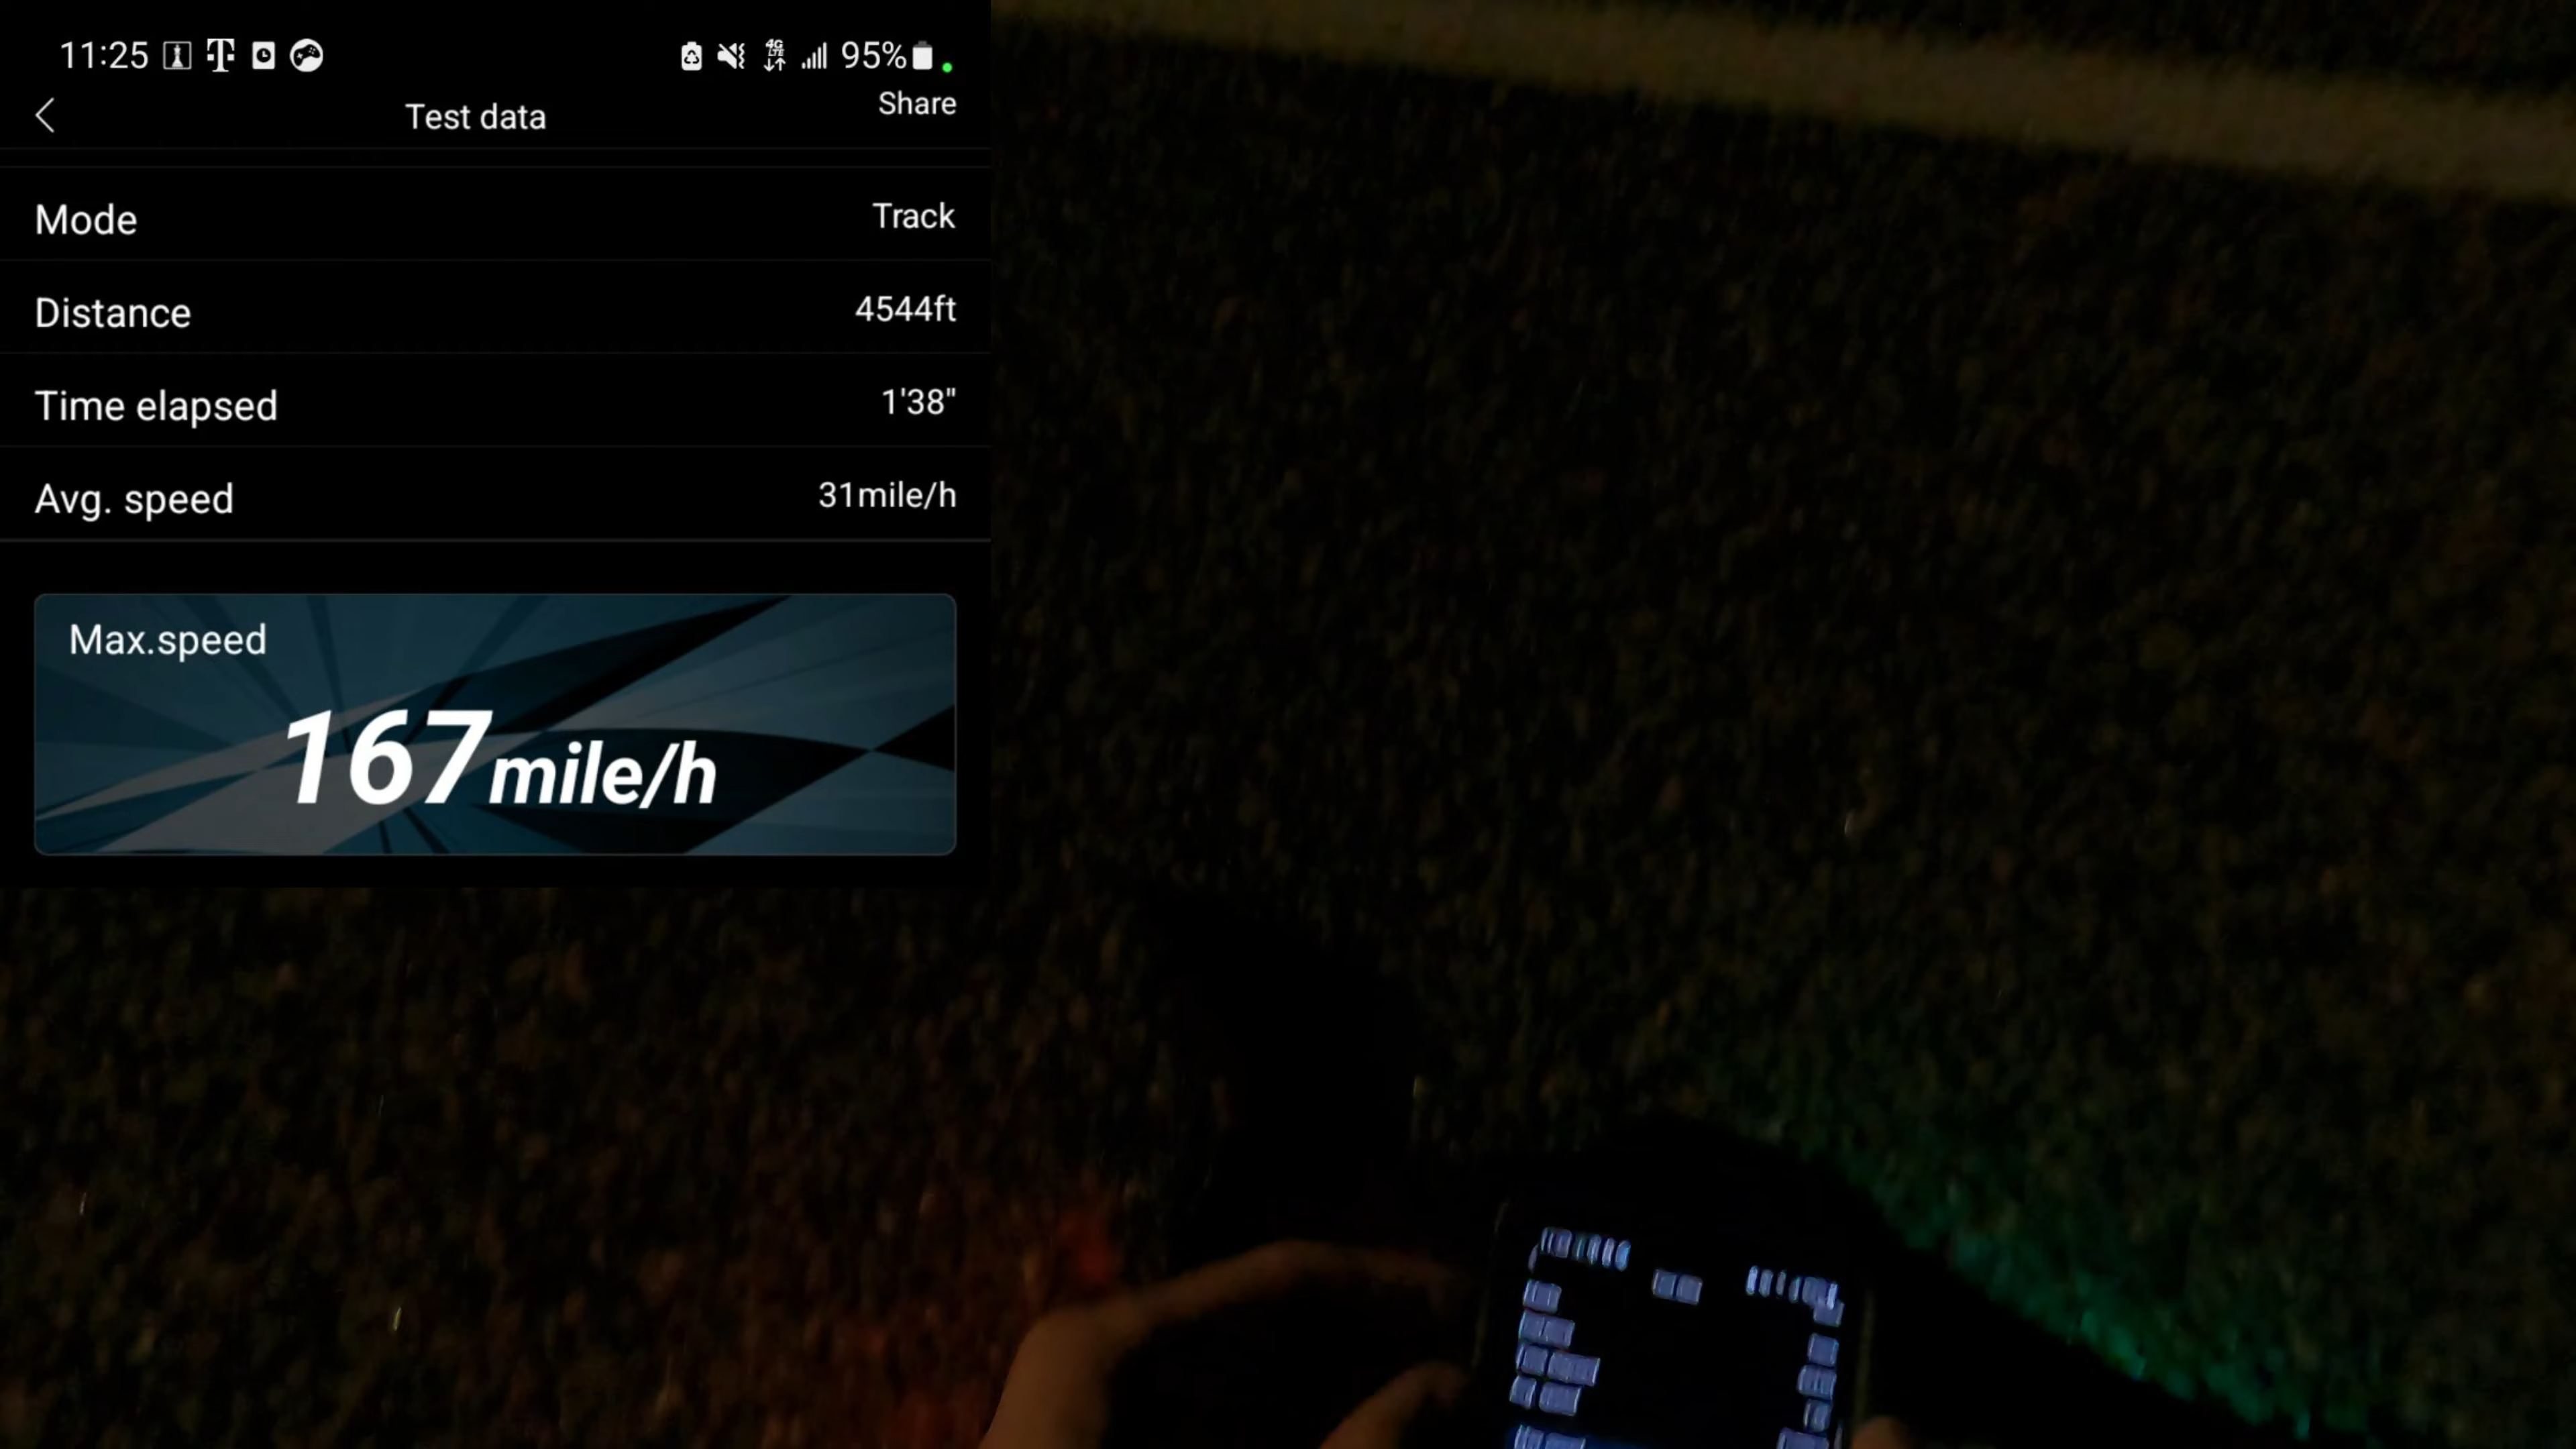 11:25 95%
Test data Share
Mode Track
Distance 4544ft
Time elapsed 1'38"
Avg. speed 31mile/h
Max.speed
167mile/h